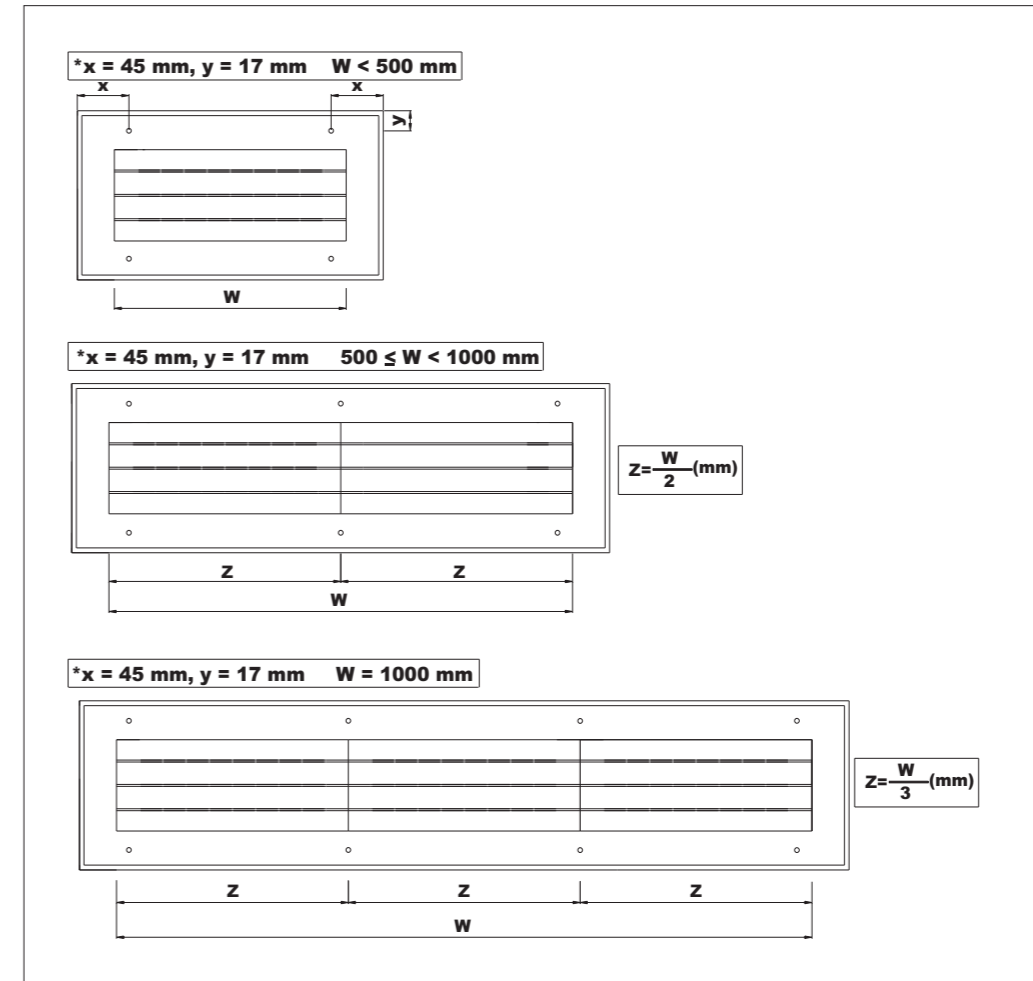 *x = 45 mm, y = 17 mm W < 500 mm
x x
y
W
*x = 45 mm, y = 17 mm 500 ≤ W < 1000 mm
Z=W/2(mm)
Z Z
W
*x = 45 mm, y = 17 mm W = 1000 mm
Z=W/3(mm)
Z Z Z
W